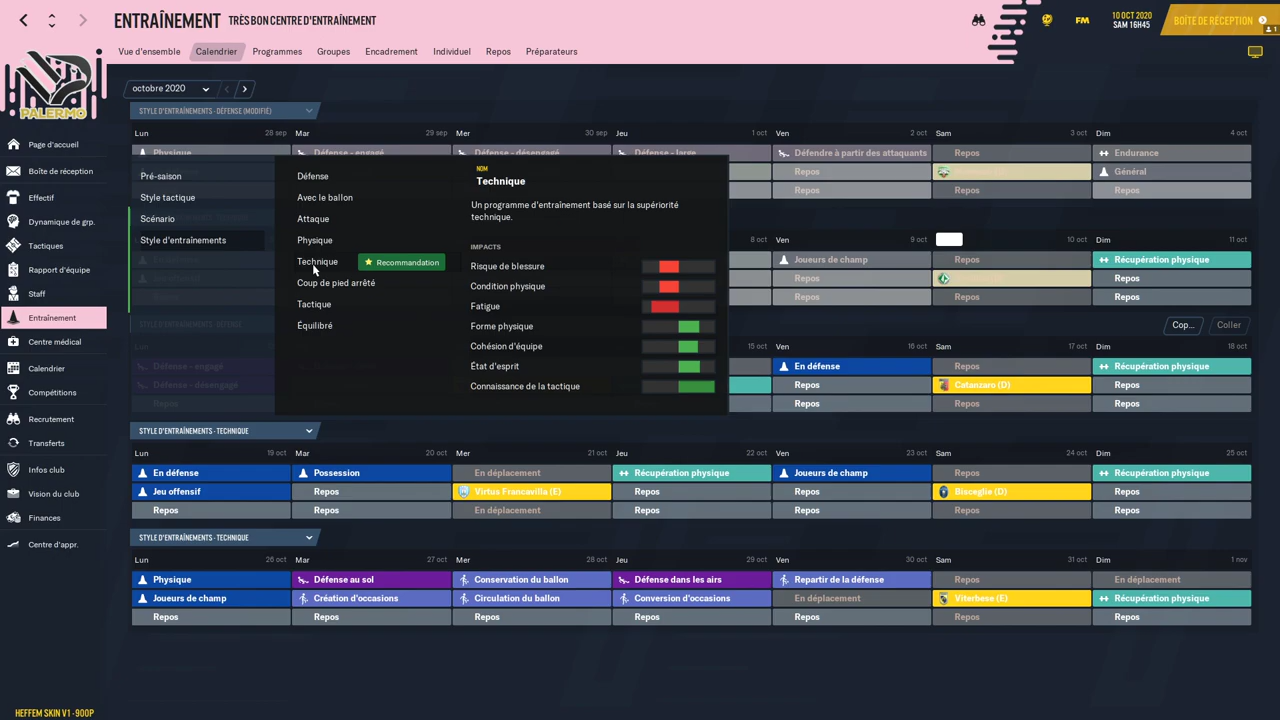 ENTRAÎNEMENT TRÈS BON CENTRE D'ENTRAÎNEMENT
FM
10 OCT 2020
SAM 16H45
BOÎTE DE RÉCEPTION
1
Vue d'ensemble Calendrier Programmes Groupes Encadrement Individuel Repos Préparateurs
PALERMO
octobre 2020
STYLE D'ENTRAÎNEMENTS - DÉFENSE (MODIFIÉ)
Lun 28 sep Mar 29 sep Mer 30 sep Jeu 1 oct Ven 2 oct Sam 3 oct Dim 4 oct
Physique Défense - engagé Défense - désengagé Défense - large Défendre à partir des attaquants Repos Endurance
Repos Général
Repos Repos Repos
8 oct Ven 9 oct 10 oct Dim 11 oct
Joueurs de champ Repos Récupération physique
Repos Repos
Repos Repos Repos
Cop... Coller
15 oct Ven 16 oct Sam 17 oct Dim 18 oct
En défense Repos Récupération physique
Repos Catanzaro (D) Repos
Repos Repos Repos
Page d'accueil
Boîte de réception
Effectif
Dynamique de grp.
Tactiques
Rapport d'équipe
Staff
Entraînement
Centre médical
Calendrier
Compétitions
Recrutement
Transferts
Infos club
Vision du club
Finances
Centre d'appr.
Pré-saison
Style tactique
Scénario
Style d'entraînements
Défense
Avec le ballon
Attaque
Physique
Technique Recommandation
Coup de pied arrêté
Tactique
Équilibré
NOM
Technique
Un programme d'entraînement basé sur la supériorité
technique.
IMPACTS
Risque de blessure
Condition physique
Fatigue
Forme physique
Cohésion d'équipe
État d'esprit
Connaissance de la tactique
Défense - engagé
Défense - désengagé
Repos
STYLE D'ENTRAÎNEMENTS - TECHNIQUE
Lun 19 oct Mar 20 oct Mer 21 oct Jeu 22 oct Ven 23 oct Sam 24 oct Dim 25 oct
En défense Possession En déplacement Récupération physique Joueurs de champ Repos Récupération physique
Jeu offensif Repos Virtus Francavilla (E) Repos Repos Bisceglie (D) Repos
Repos Repos En déplacement Repos Repos Repos Repos
STYLE D'ENTRAÎNEMENTS - TECHNIQUE
Lun 26 oct Mar 27 oct Mer 28 oct Jeu 29 oct Ven 30 oct Sam 31 oct Dim 1 nov
Physique Défense au sol Conservation du ballon Défense dans les airs Repartir de la défense Repos En déplacement
Joueurs de champ Création d'occasions Circulation du ballon Conversion d'occasions En déplacement Viterbese (E) Récupération physique
Repos Repos Repos Repos Repos Repos Repos
HEFFEM SKIN V1 - 900P